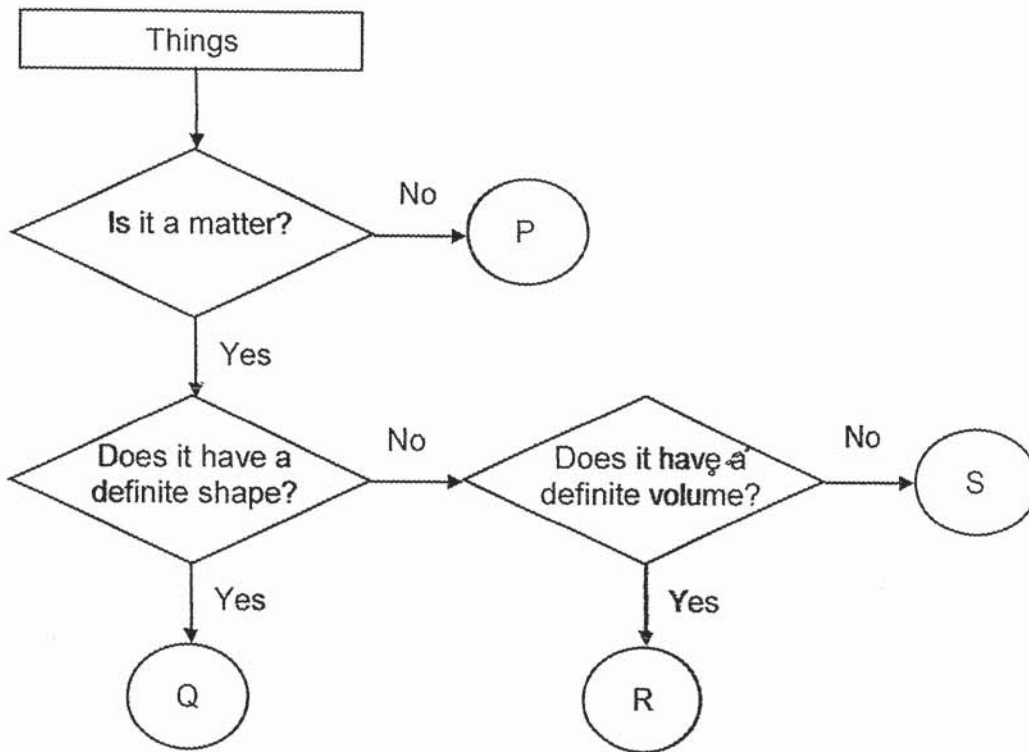 Things
Is it a matter?
No
P
Yes
Does it have a
definite shape?
No
Does it have a
definite volume?
No
S
Yes
Q
Yes
R